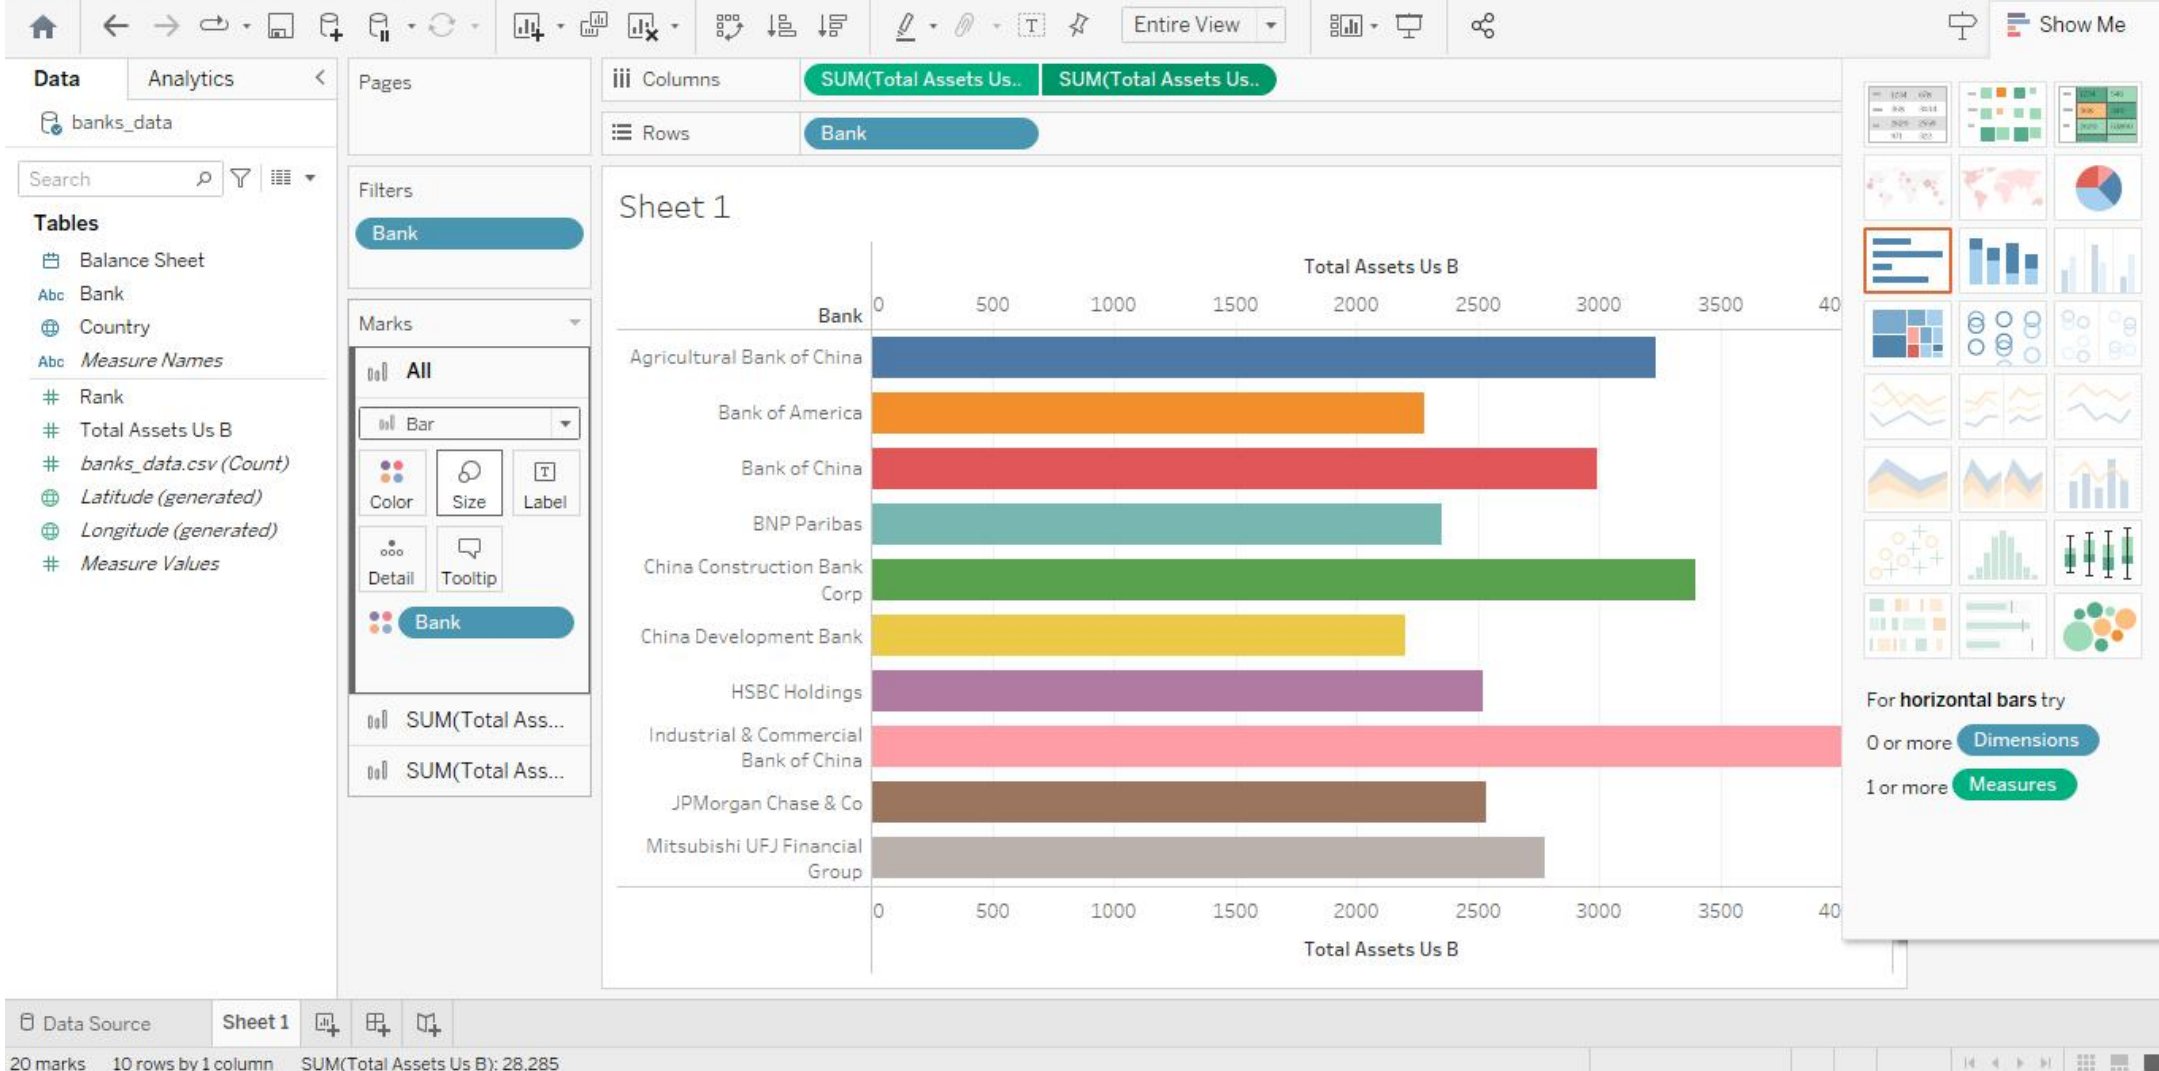 Entire View
Show Me
Data
Analytics
Pages
Columns
SUM(Total Assets Us..
SUM(Total Assets Us..
banks_data
Rows
Bank
Search
Filters
Bank
Tables
Balance Sheet
Abc Bank
Country
Abc Measure Names
Rank
Total Assets Us B
banks_data.csv (Count)
Latitude (generated)
Longitude (generated)
Measure Values
Marks
All
Bar
Color
Size
Label
Detail
Tooltip
Bank
SUM(Total Ass...
SUM(Total Ass...
Sheet 1
Total Assets Us B
Bank
0 500 1000 1500 2000 2500 3000 3500 40
Agricultural Bank of China
Bank of America
Bank of China
BNP Paribas
China Construction Bank
Corp
China Development Bank
HSBC Holdings
Industrial & Commercial
Bank of China
JPMorgan Chase & Co
Mitsubishi UFJ Financial
Group
0 500 1000 1500 2000 2500 3000 3500 40
Total Assets Us B
For horizontal bars try
0 or more Dimensions
1 or more Measures
Data Source
Sheet 1
20 marks 10 rows by 1 column SUM(Total Assets Us B): 28,285